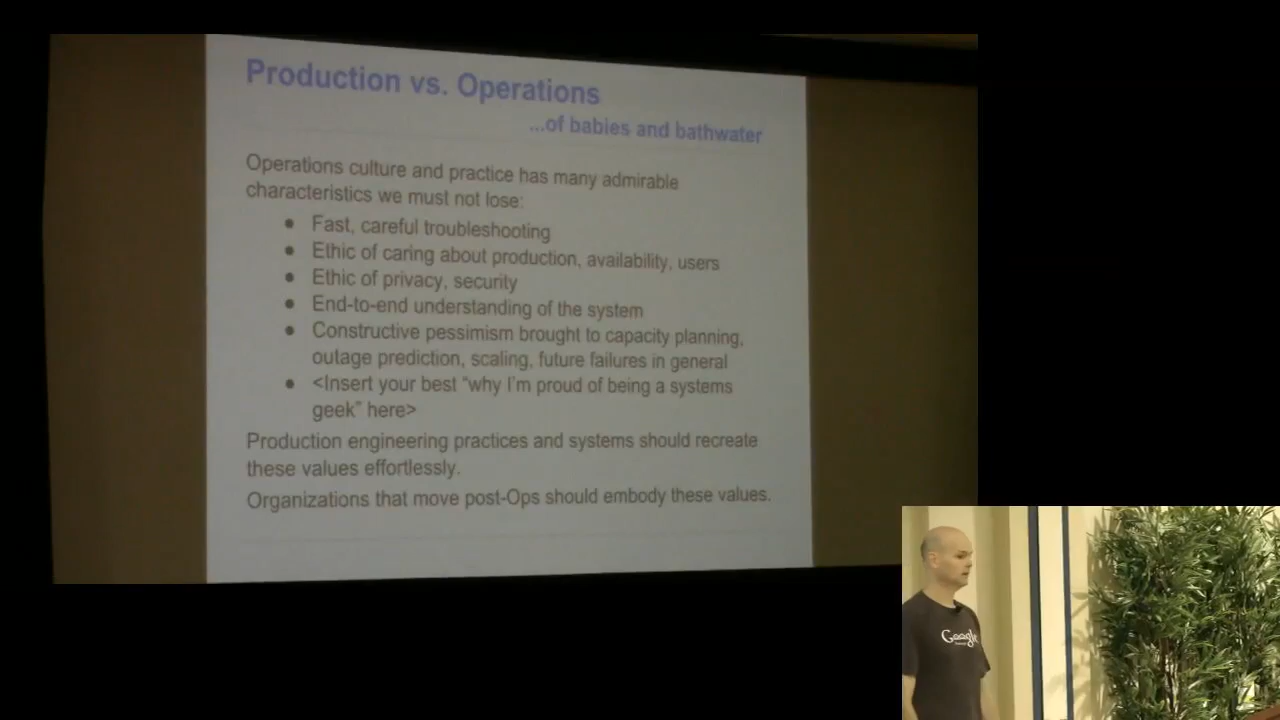 Production vs. Operations
...of babies and bathwater
Operations culture and practice has many admirable
characteristics we must not lose:
• Fast, careful troubleshooting
• Ethic of caring about production, availability, users
• Ethic of privacy, security
• End-to-end understanding of the system
• Constructive pessimism brought to capacity planning,
outage prediction, scaling, future failures in general
• <Insert your best “why I’m proud of being a systems
geek” here>
Production engineering practices and systems should recreate
these values effortlessly.
Organizations that move post-Ops should embody these values.
Google